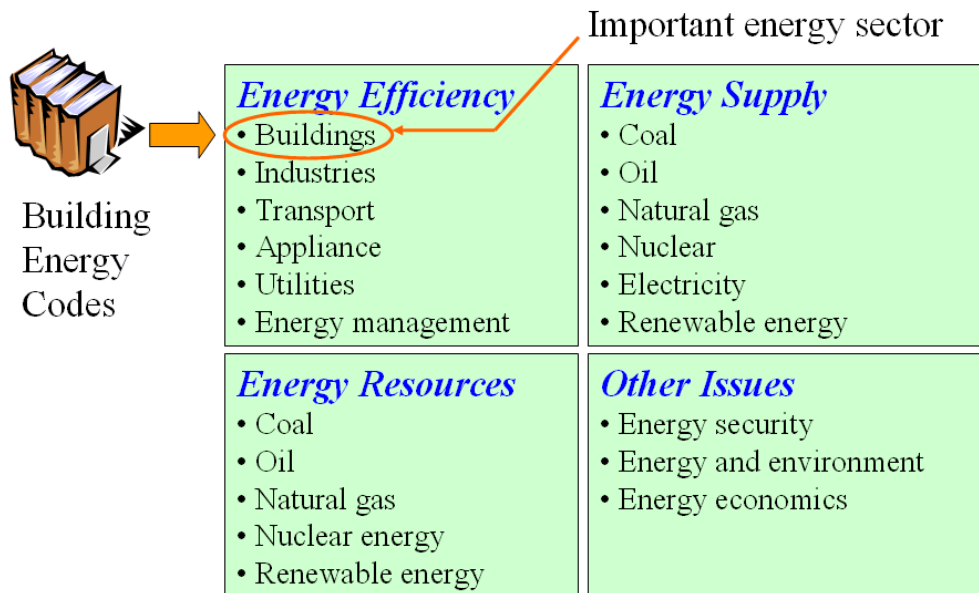 Important energy sector
Building
Energy
Codes
Energy Efficiency
• Buildings
• Industries
• Transport
• Appliance
• Utilities
• Energy management
Energy Supply
• Coal
• Oil
• Natural gas
• Nuclear
• Electricity
• Renewable energy
Energy Resources
• Coal
• Oil
• Natural gas
• Nuclear energy
• Renewable energy
Other Issues
• Energy security
• Energy and environment
• Energy economics